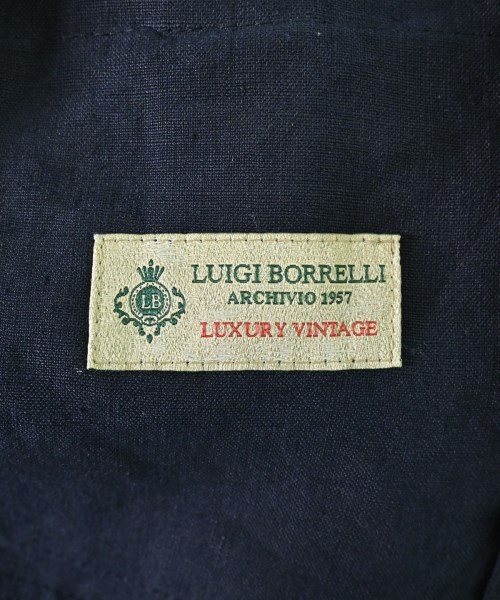 LB
LUIGI BORRELLI
ARCHIVIO 1957
LUXURY VINTAGE